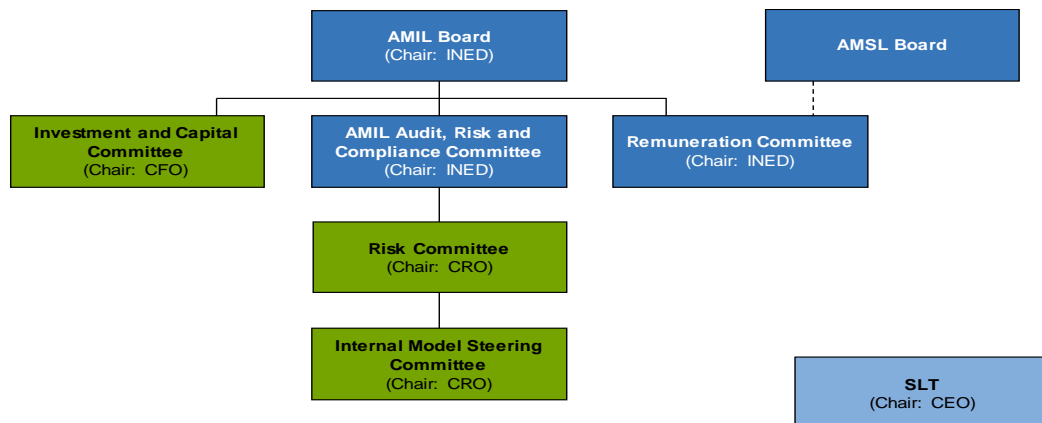 AMIL Board
(Chair: INED)
AMSL Board
Investment and Capital
Committee
(Chair: CFO)
AMIL Audit, Risk and
Compliance Committee
(Chair: INED)
Remuneration Committee
(Chair: INED)
Risk Committee
(Chair: CRO)
Internal Model Steering
Committee
(Chair: CRO)
SLT
(Chair: CEO)